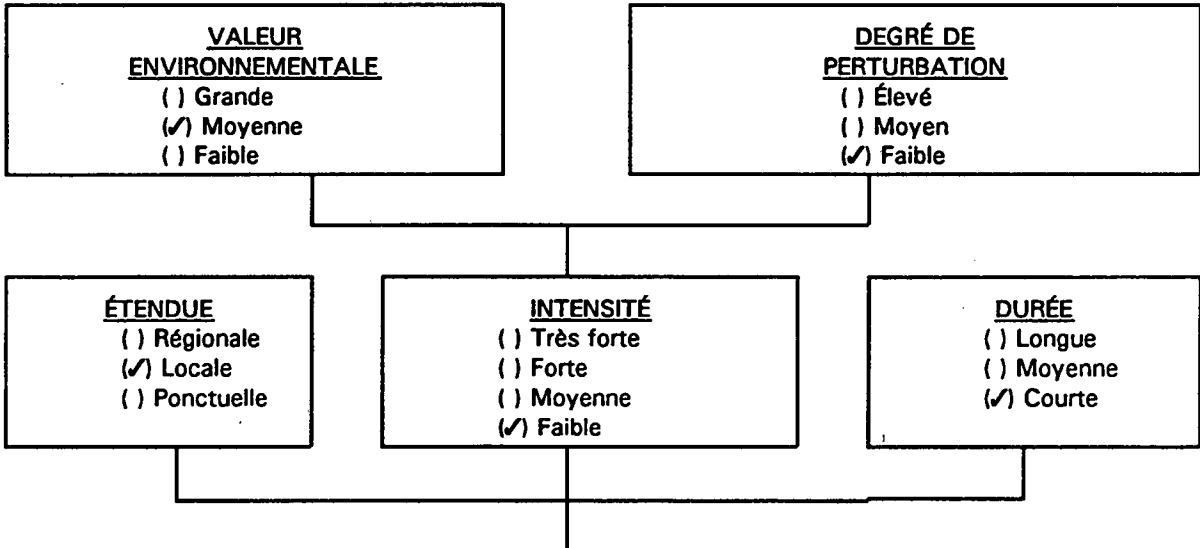 VALEUR
ENVIRONNEMENTALE
( ) Grande
(✓) Moyenne
( ) Faible
DEGRÉ DE
PERTURBATION
( ) Élevé
( ) Moyen
(✓) Faible
ÉTENDUE
( ) Régionale
(✓) Locale
( ) Ponctuelle
INTENSITÉ
( ) Très forte
( ) Forte
( ) Moyenne
(✓) Faible
DURÉE
( ) Longue
( ) Moyenne
(✓) Courte